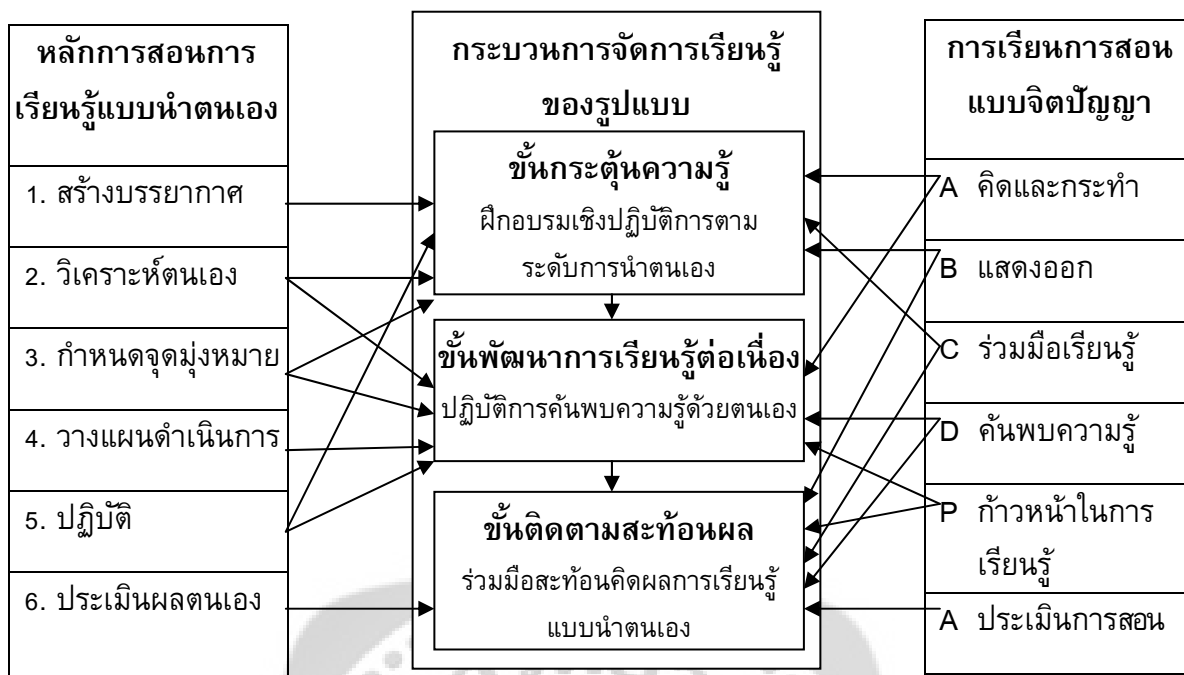 หลักการสอนการ
เรียนรู้แบบนำตนเอง
1. สร้างบรรยากาศ
2. วิเคราะห์ตนเอง
3. กำหนดจุดมุ่งหมาย
4. วางแผนดำเนินการ
5. ปฏิบัติ
6. ประเมินผลตนเอง
กระบวนการจัดการเรียนรู้
ของรูปแบบ
ขั้นกระตุ้นความรู้
ฝึกอบรมเชิงปฏิบัติการตาม
ระดับการนำตนเอง
ขั้นพัฒนาการเรียนรู้ต่อเนื่อง
ปฏิบัติการค้นพบความรู้ด้วยตนเอง
ขั้นติดตามสะท้อนผล
ร่วมมือสะท้อนคิดผลการเรียนรู้
แบบนำตนเอง
การเรียนการสอน
แบบจิตปัญญา
A คิดและกระทำ
B แสดงออก
C ร่วมมือเรียนรู้
D ค้นพบความรู้
P ก้าวหน้าในการ
เรียนรู้
A ประเมินการสอน